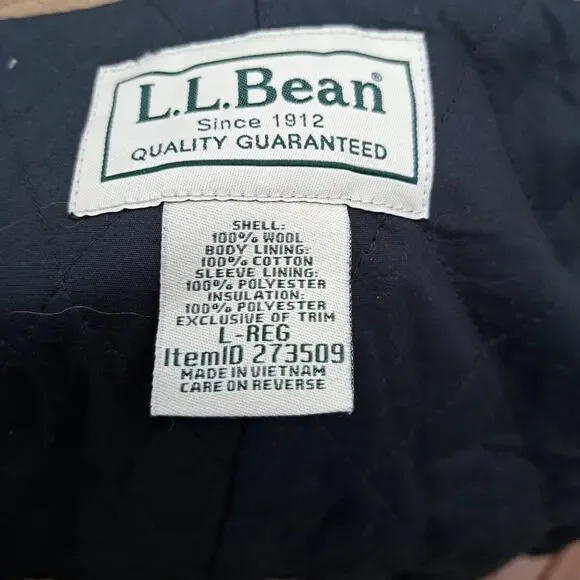 L.L.Bean®
Since 1912
QUALITY GUARANTEED
SHELL:
100% WOOL
BODY LINING:
100% COTTON
SLEEVE LINING:
100% POLYESTER
INSULATION:
100% POLYESTER
EXCLUSIVE OF TRIM
L-REG
ItemID 273509
MADE IN VIETNAM
CARE ON REVERSE